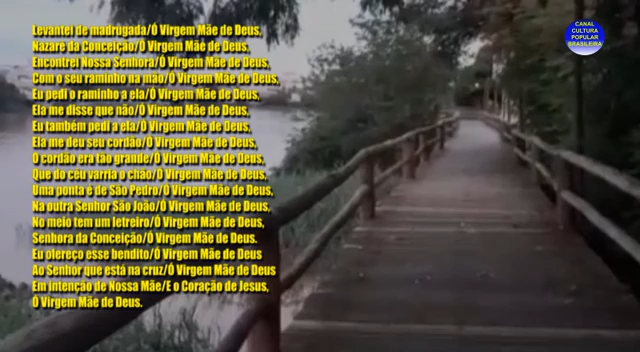 Levantei de madrugada/Ó Virgem Mãe de Deus,
Nazare da Conceição/Ó Virgem Mãe de Deus,
Encontrei Nossa Senhora/Ó Virgem Mãe de Deus,
Com o seu raminho na mão/Ó Virgem Mãe de Deus,
Eu pedi o raminho a ela/Ó Virgem Mãe de Deus,
Ela me disse que não/Ó Virgem Mãe de Deus,
Eu também pedi a ela/Ó Virgem Mãe de Deus,
Ela me deu seu cordão/Ó Virgem Mãe de Deus,
O cordão era tão grande/Ó Virgem Mãe de Deus,
Que do céu varria o chão/Ó Virgem Mãe de Deus,
Uma ponta é de São Pedro/Ó Virgem Mãe de Deus,
Na outra Senhor São João/Ó Virgem Mãe de Deus,
No meio tem um letreiro/Ó Virgem Mãe de Deus,
Senhora da Conceição/Ó Virgem Mãe de Deus.
Eu ofereço esse bendito/Ó Virgem Mãe de Deus
Ao Senhor que está na cruz/Ó Virgem Mãe de Deus
Em intenção de Nossa Mãe/E o Coração de Jesus,
Ó Virgem Mãe de Deus.
CANAL
CULTURA
POPULAR
BRASILEIRA